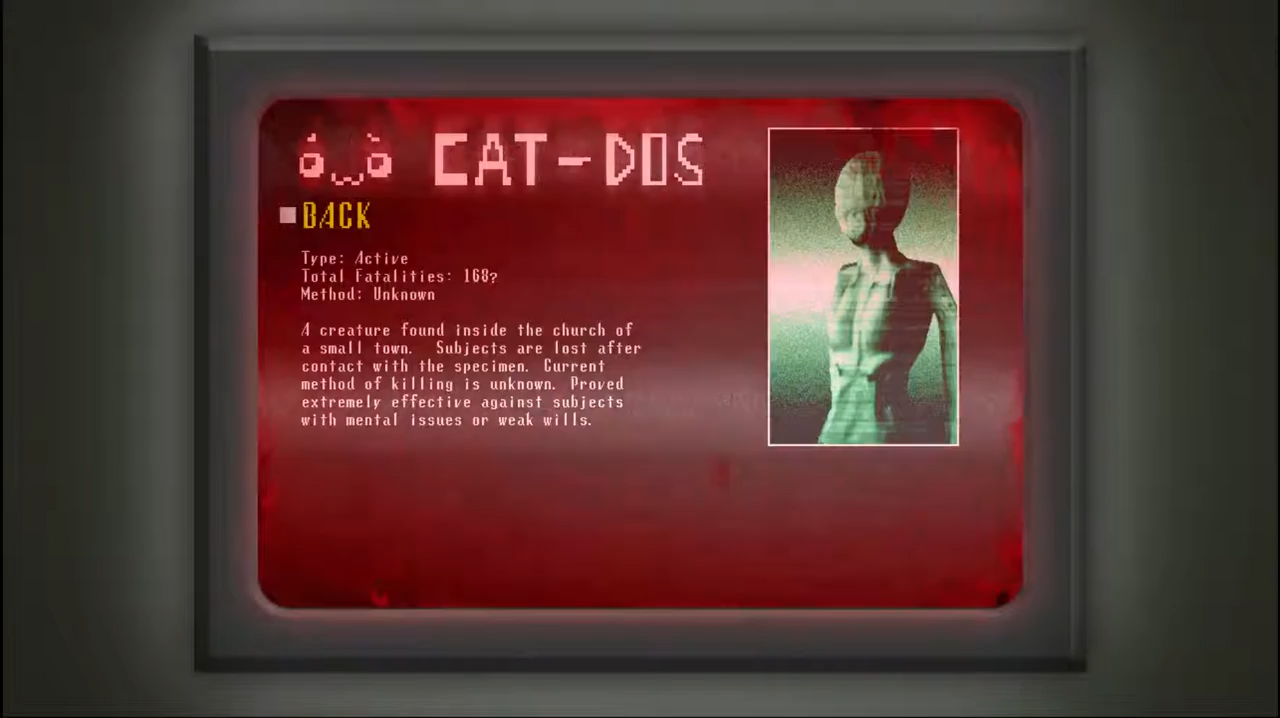 CAT-DOS
BACK
Type: Active
Total Fatalities: 168?
Method: Unknown
A creature found inside the church of
a small town. Subjects are lost after
contact with the specimen. Current
method of killing is unknown. Proved
extremely effective against subjects
with mental issues or weak wills.